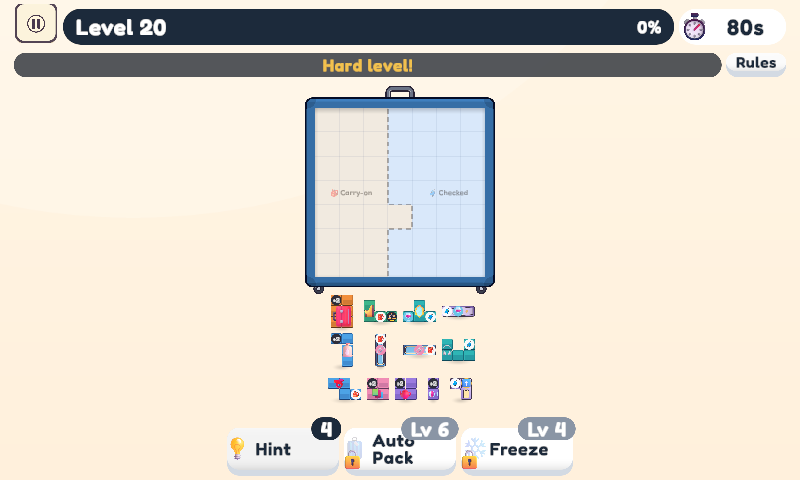 Level 20
0%
80s
Hard level!
Rules
Carry-on
Checked
Hint
4
Auto
Pack
Lv 6
Freeze
Lv 4